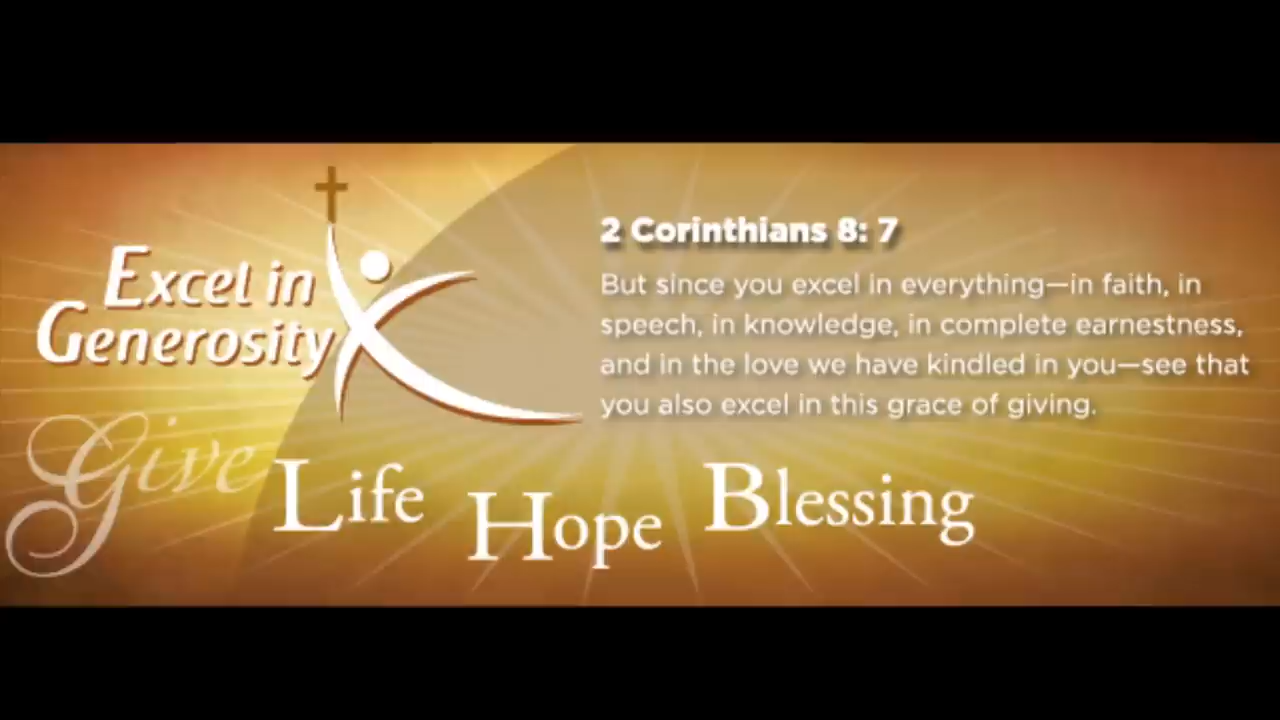 Excel in
Generosity
2 Corinthians 8: 7
But since you excel in everything—in faith, in
speech, in knowledge, in complete earnestness,
and in the love we have kindled in you—see that
you also excel in this grace of giving.
Give Life Hope Blessing